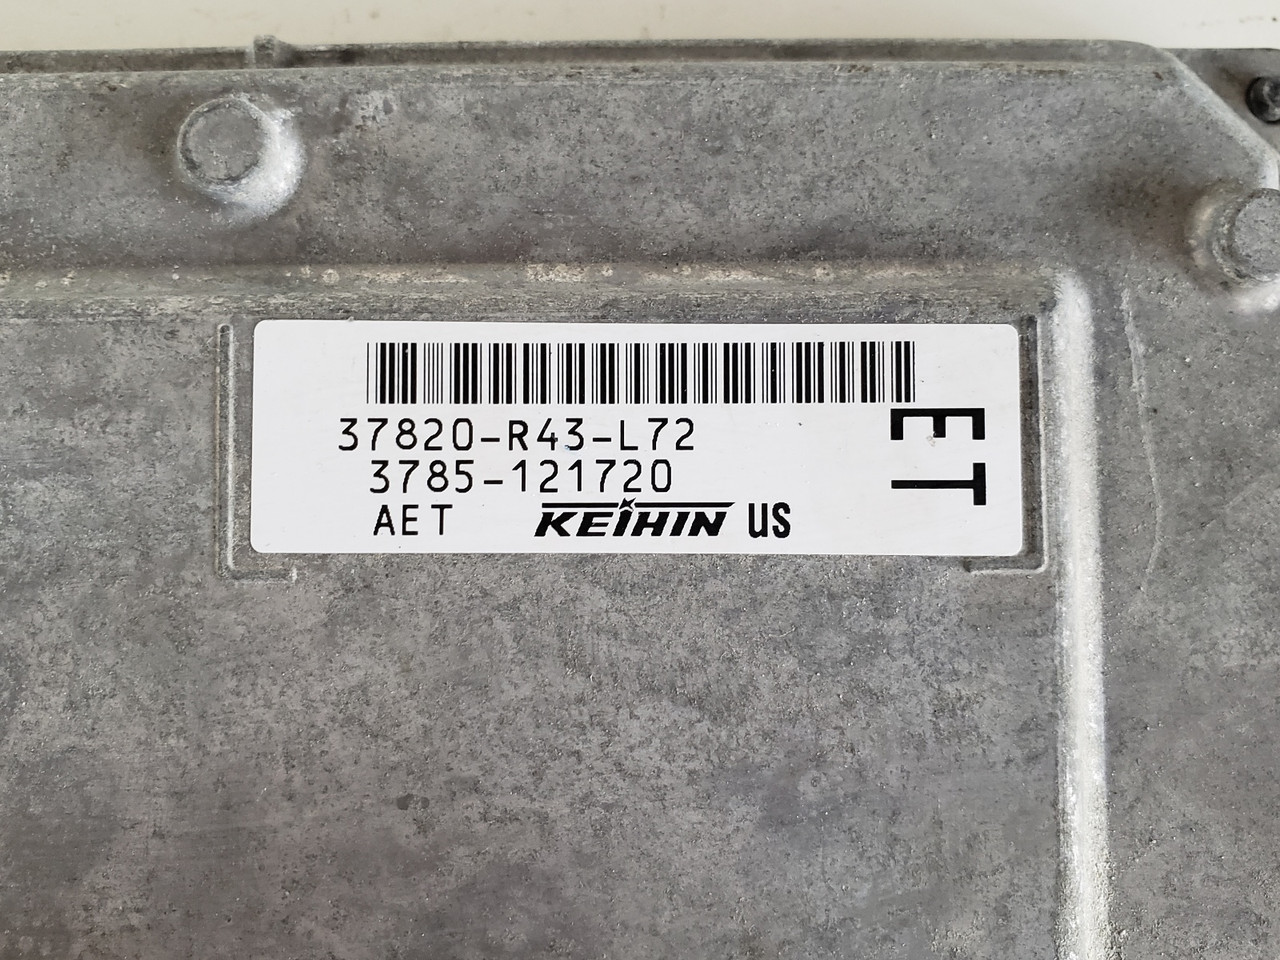 37820-R43-L72
3785-121720
AET KEIHIN US
ET